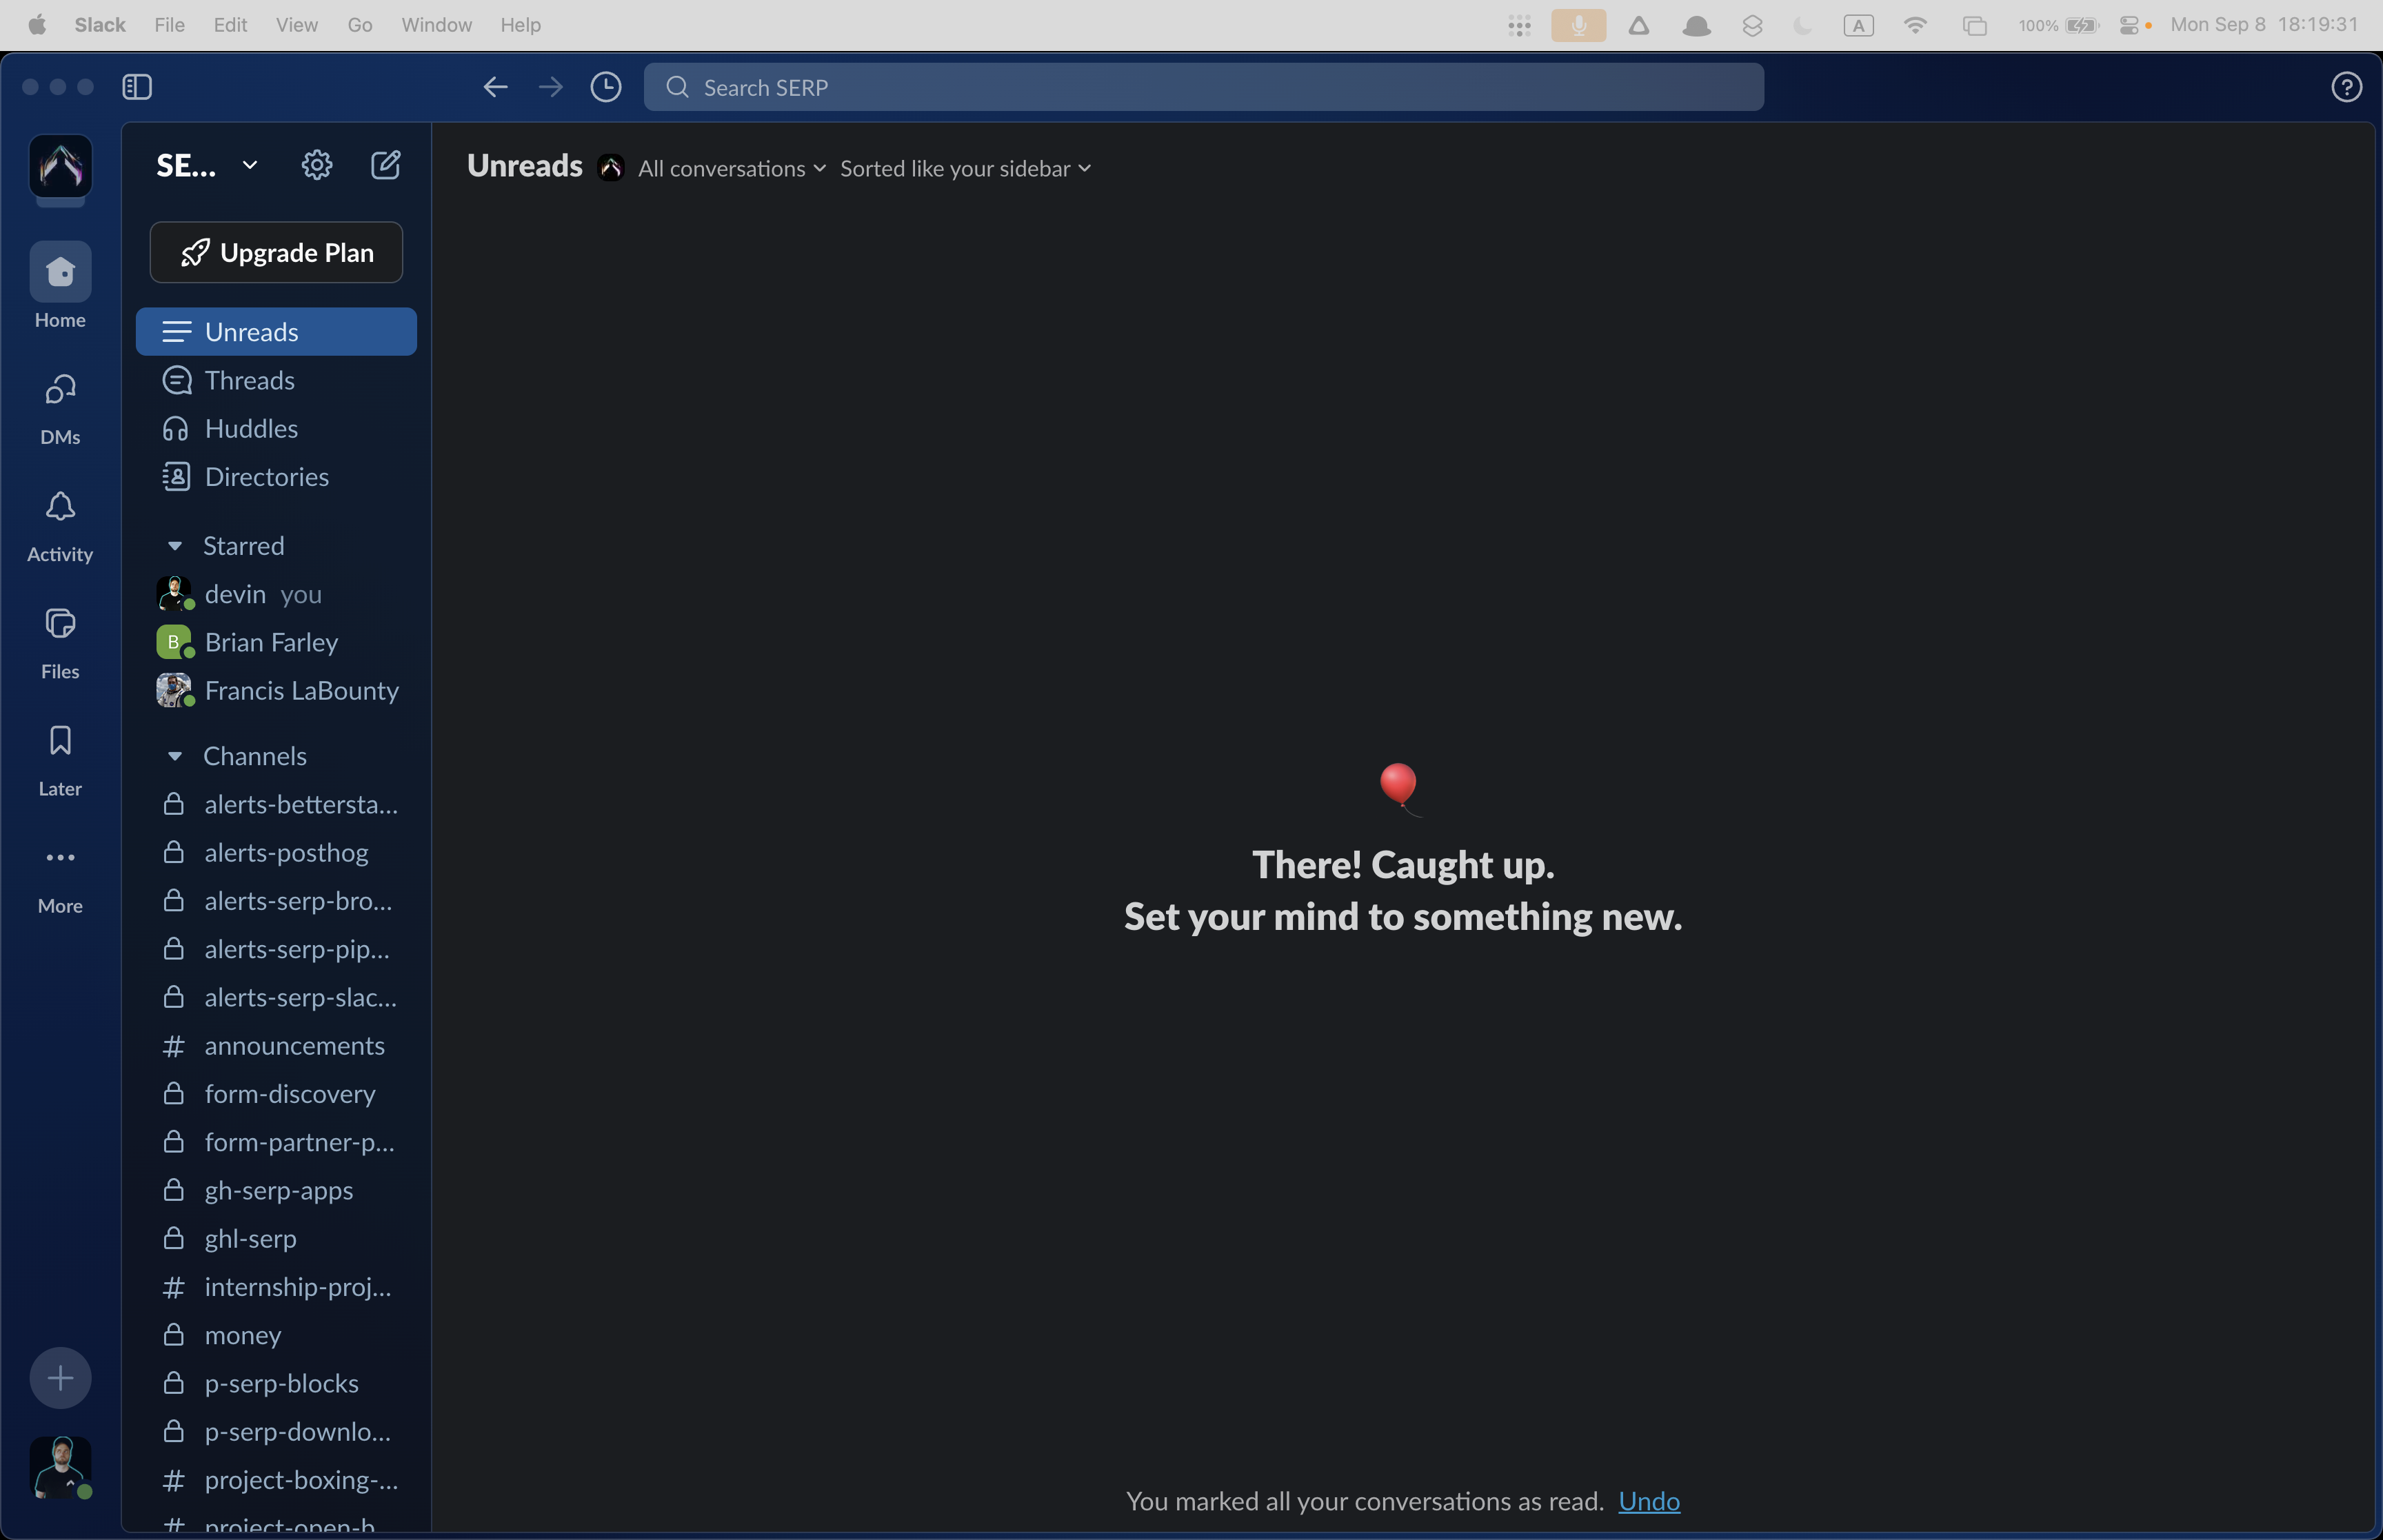 Slack File Edit View Go Window Help
A 100% Mon Sep 8 18:19:31
Search SERP
SE...
Upgrade Plan
Home
DMs
Activity
Files
Later
More
Unreads
Threads
Huddles
Directories
Starred
devin you
B Brian Farley
Francis LaBounty
Channels
alerts-bettersta...
alerts-posthog
alerts-serp-bro...
alerts-serp-pip...
alerts-serp-slac...
announcements
form-discovery
form-partner-p...
gh-serp-apps
ghl-serp
internship-proj...
money
p-serp-blocks
p-serp-downlo...
project-boxing-...
project-open-b
Unreads All conversations Sorted like your sidebar
There! Caught up.
Set your mind to something new.
You marked all your conversations as read. Undo